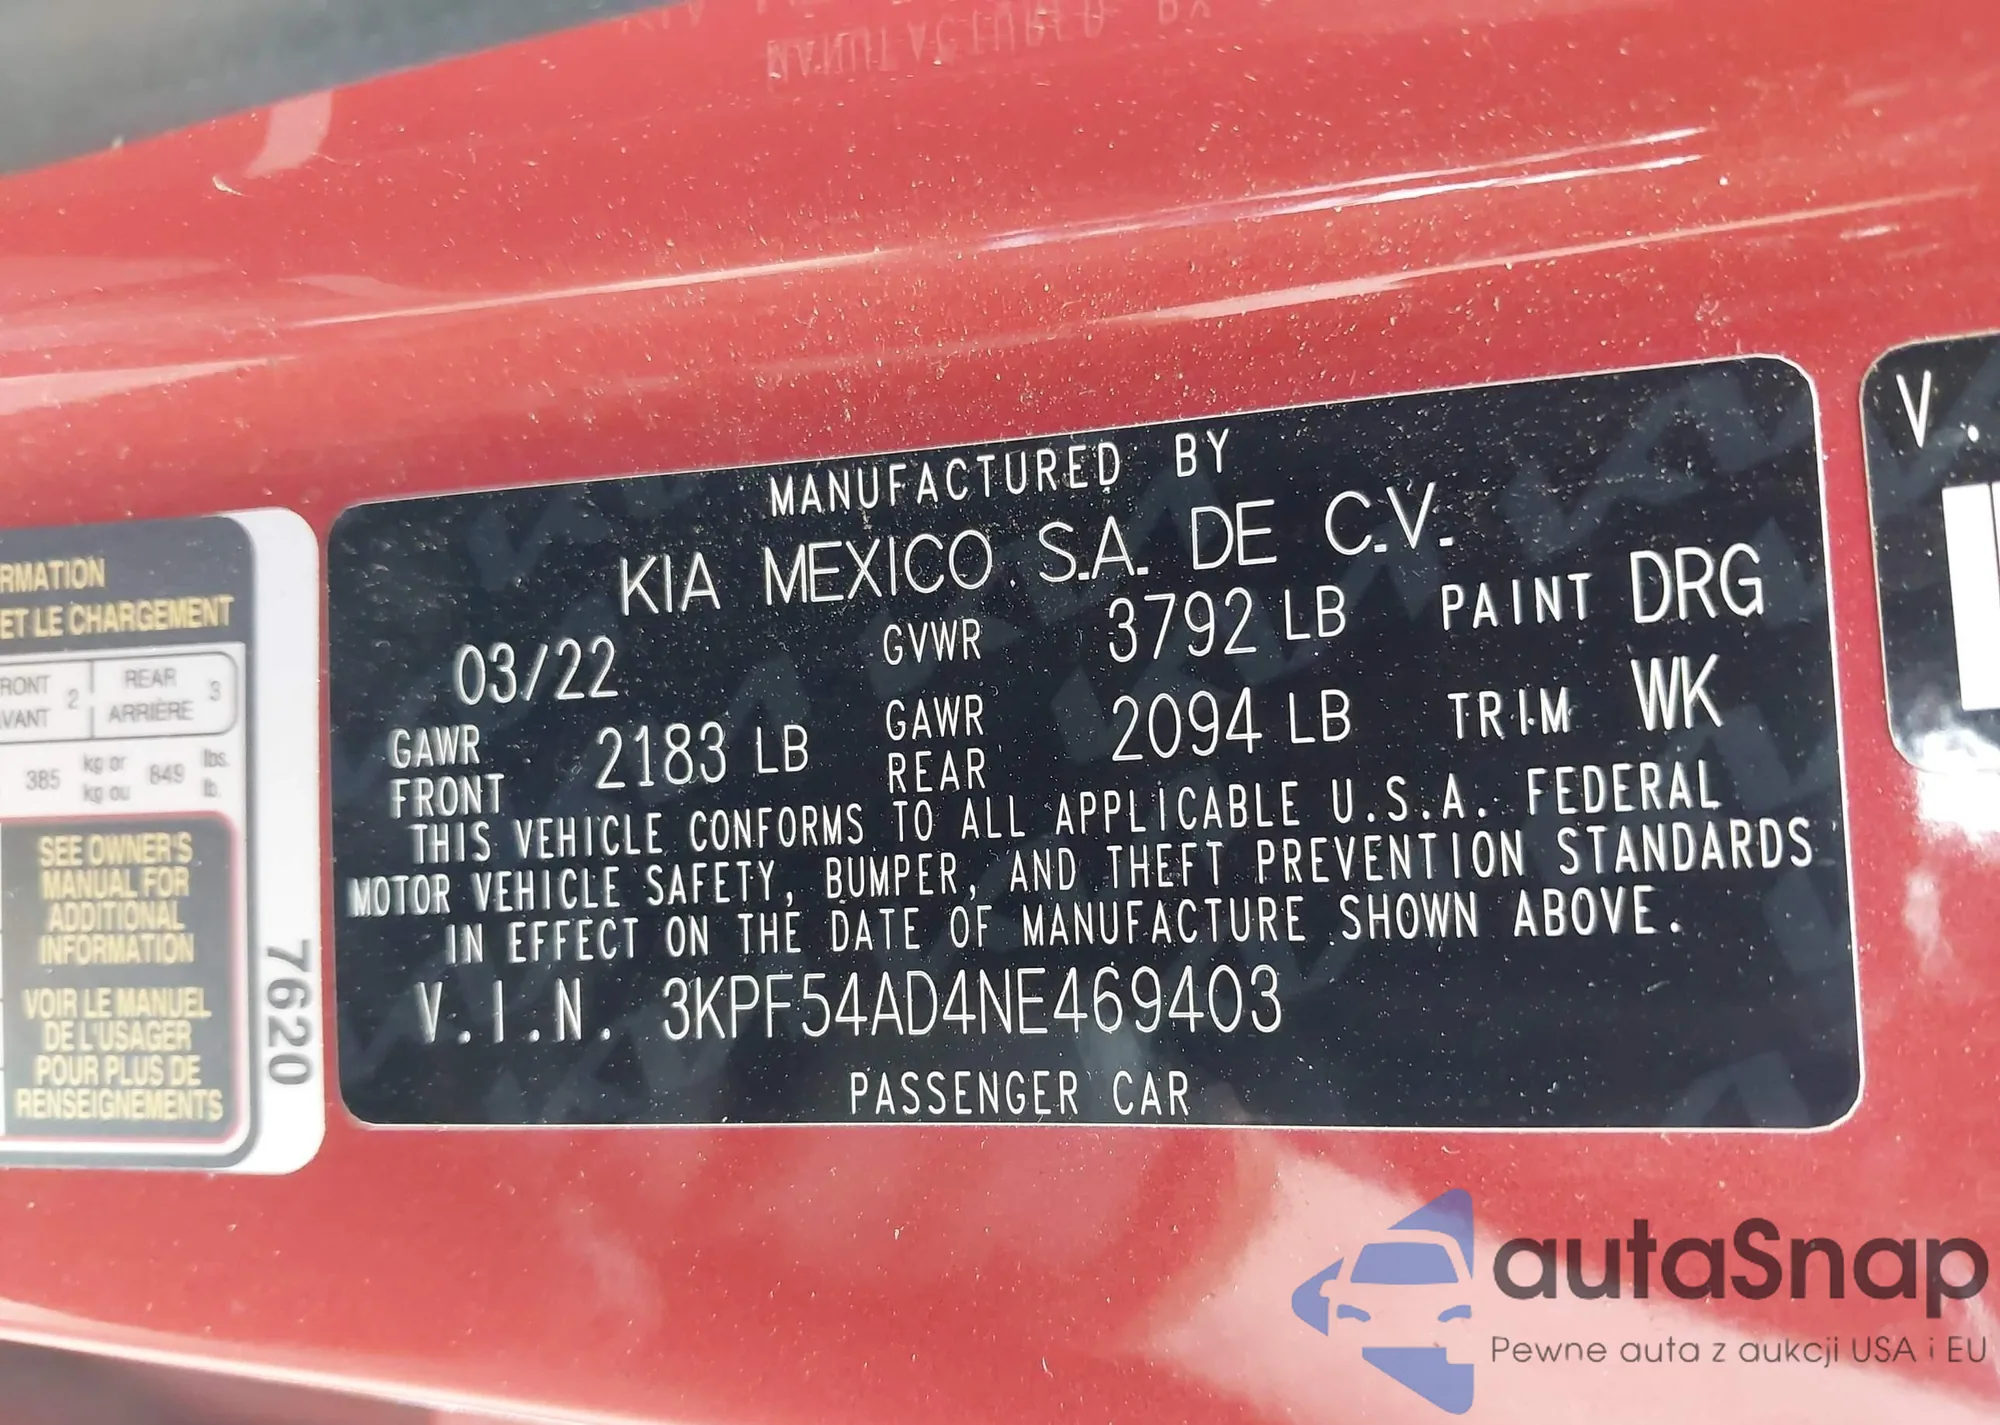 MANUFACTURED BY
KIA MEXICO S.A. DE C.V.
03/22 GVWR 3792 LB PAINT DRG
GAWR FRONT 2183 LB GAWR REAR 2094 LB TRIM WK
THIS VEHICLE CONFORMS TO ALL APPLICABLE U.S.A. FEDERAL
MOTOR VEHICLE SAFETY, BUMPER, AND THEFT PREVENTION STANDARDS
IN EFFECT ON THE DATE OF MANUFACTURE SHOWN ABOVE.
V.I.N. 3KPF54AD4NE469403
PASSENGER CAR
RMATION
ET LE CHARGEMENT
RONT 2 REAR 3
VANT ARRIÈRE
385 kg or 849 lbs.
kg ou lb.
SEE OWNER'S
MANUAL FOR
ADDITIONAL
INFORMATION
VOIR LE MANUEL
DE L'USAGER
POUR PLUS DE
RENSEIGNEMENTS
7620
V.
autaSnap
Pewne auta z aukcji USA i EU